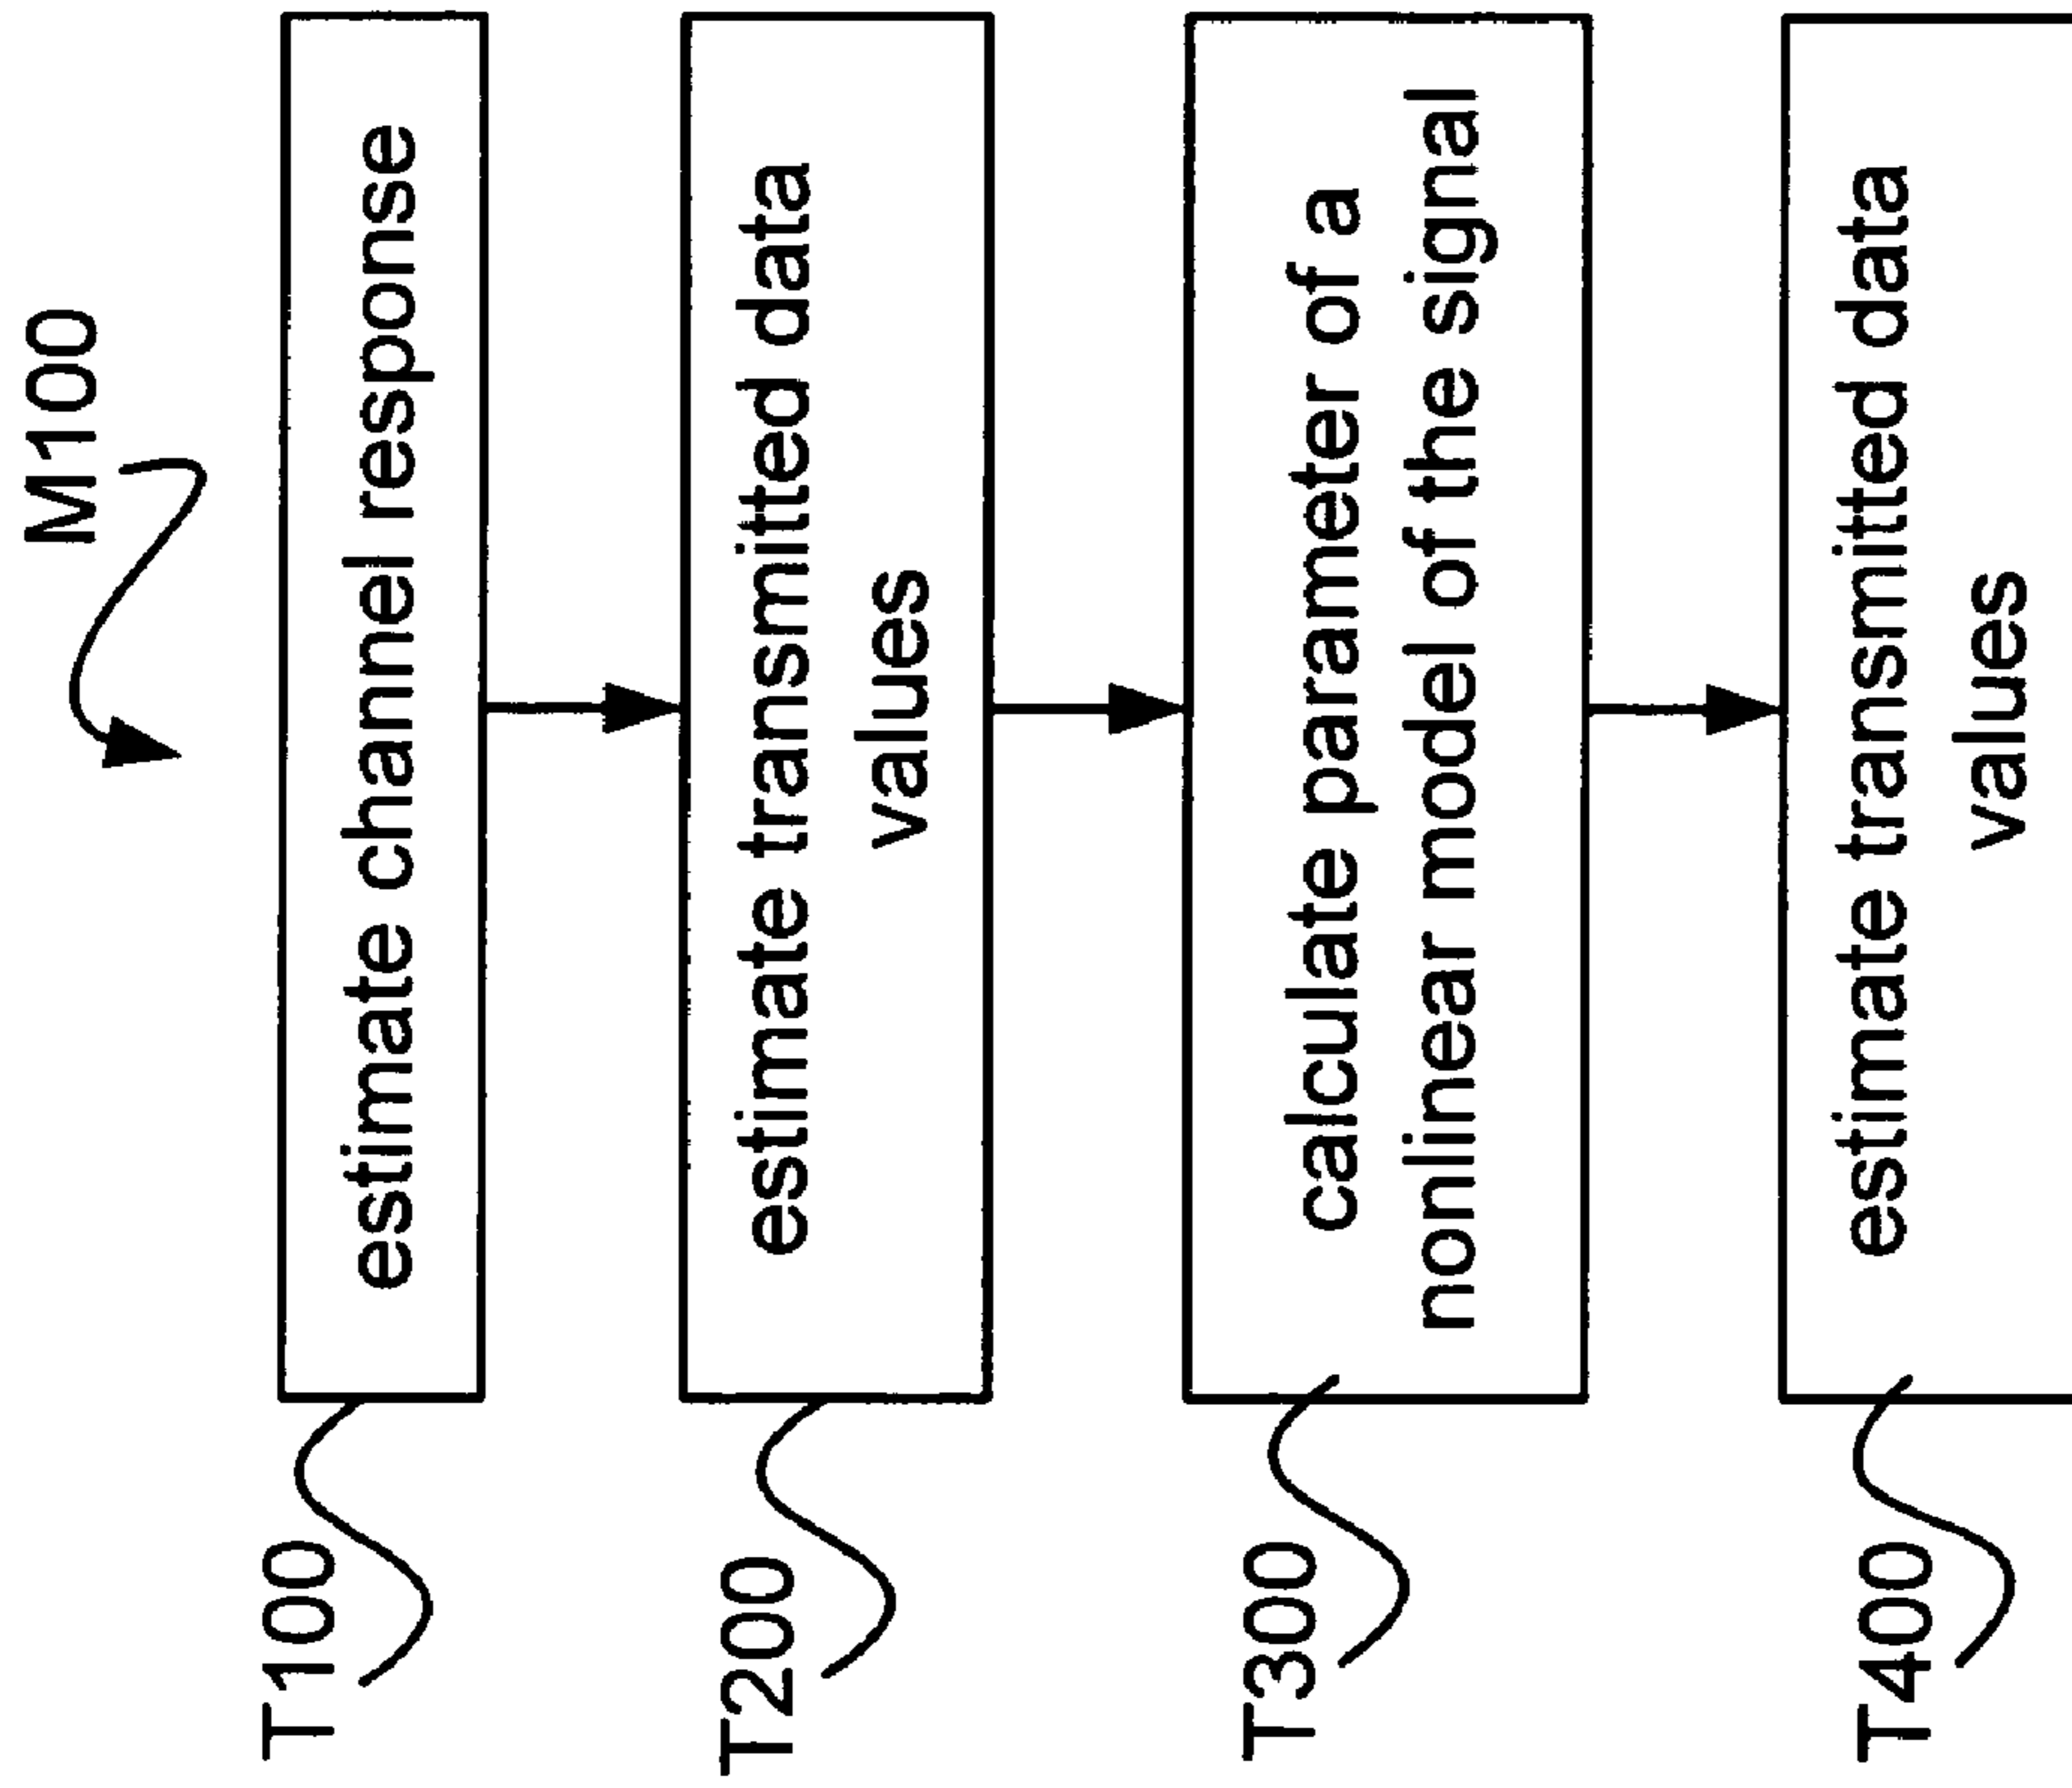 M100
T100
estimate channel response
T200
estimate transmitted data
values
T300
calculate parameter of a
nonlinear model of the signal
T400
estimate transmitted data
values